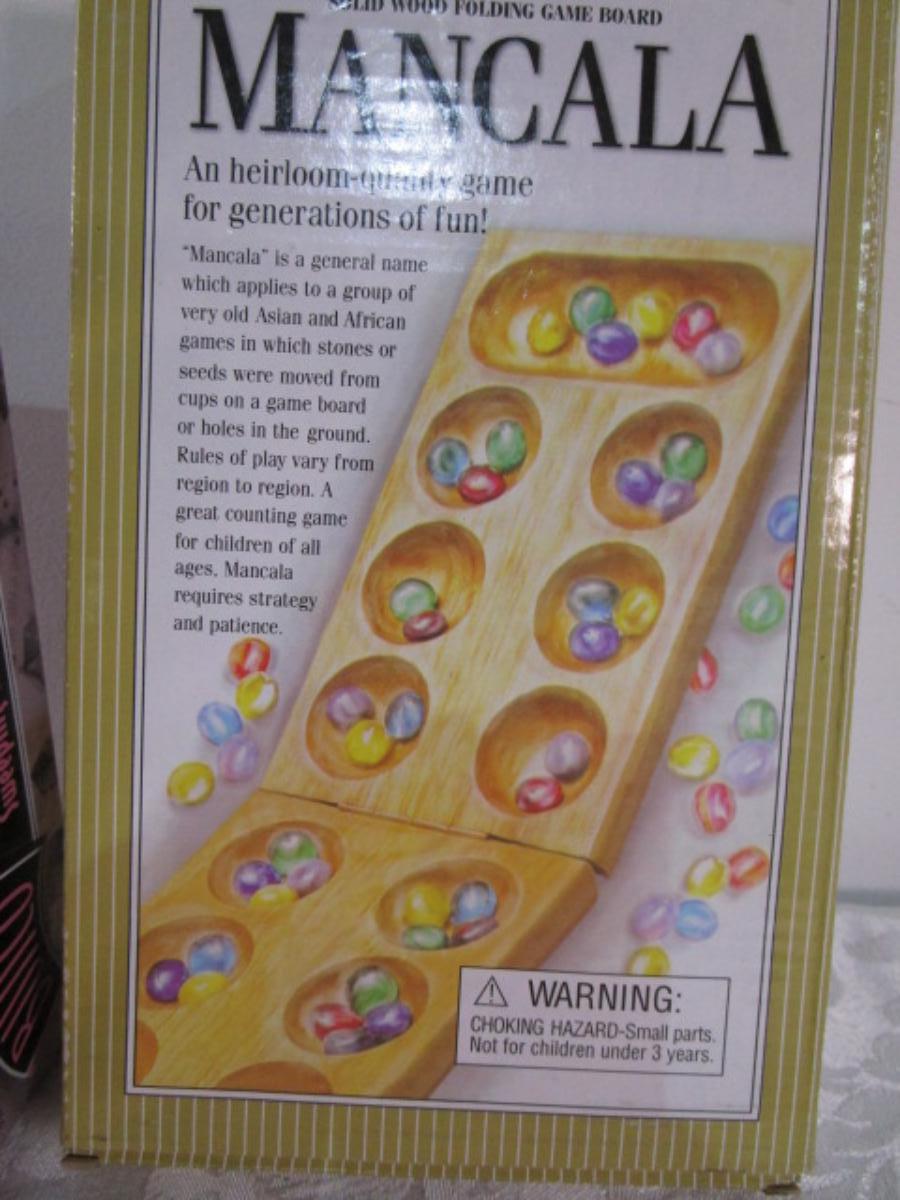 SOLID WOOD FOLDING GAME BOARD
MANCALA
An heirloom-quality game
for generations of fun!
"Mancala" is a general name
which applies to a group of
very old Asian and African
games in which stones or
seeds were moved from
cups on a game board
or holes in the ground.
Rules of play vary from
region to region. A
great counting game
for children of all
ages, Mancala
requires strategy
and patience.
WARNING:
CHOKING HAZARD-Small parts.
Not for children under 3 years.